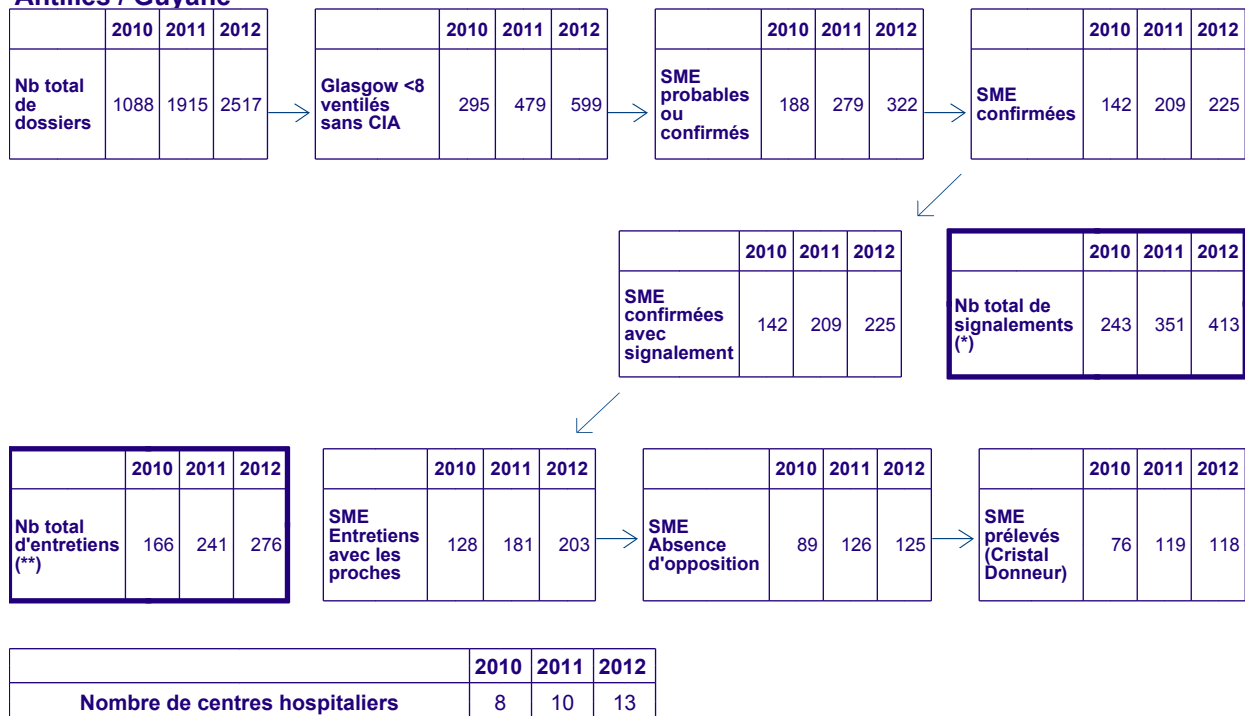 Antilles / Guyane
2010 2011 2012
Nb total de dossiers 1088 1915 2517
2010 2011 2012
Glasgow <8 ventilés sans CIA 295 479 599
2010 2011 2012
SME probables ou confirmés 188 279 322
2010 2011 2012
SME confirmées 142 209 225
2010 2011 2012
SME confirmées avec signalement 142 209 225
2010 2011 2012
Nb total de signalements (*) 243 351 413
2010 2011 2012
Nb total d'entretiens (**) 166 241 276
2010 2011 2012
SME Entretiens avec les proches 128 181 203
2010 2011 2012
SME Absence d'opposition 89 126 125
2010 2011 2012
SME prélevés (Cristal Donneur) 76 119 118
2010 2011 2012
Nombre de centres hospitaliers 8 10 13